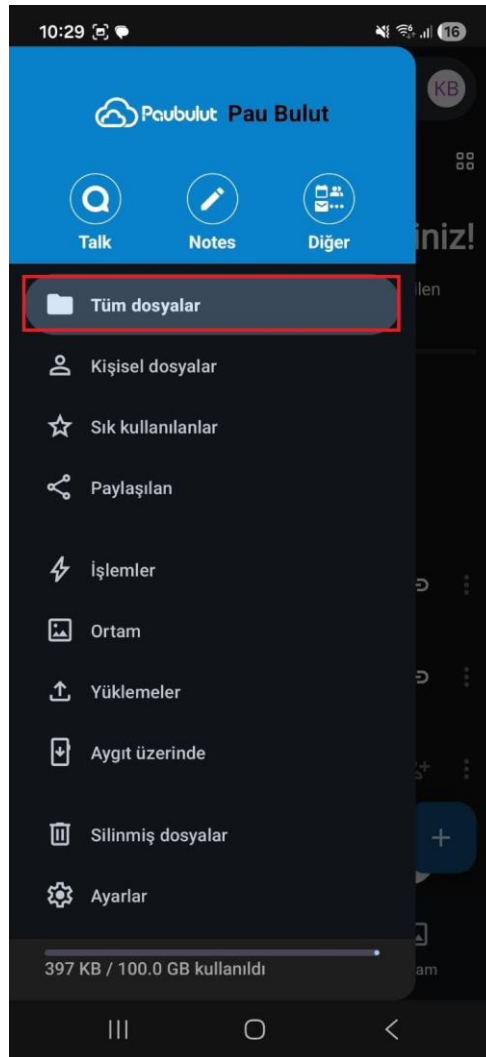 10:29
16
Paubulut Pau Bulut
KB
Talk Notes Diğer
iniz!
ilen
Tüm dosyalar
Kişisel dosyalar
Sık kullanılanlar
Paylaşılan
İşlemler
Ortam
Yüklemeler
Aygıt üzerinde
Silinmiş dosyalar
Ayarlar
397 KB / 100.0 GB kullanıldı
am